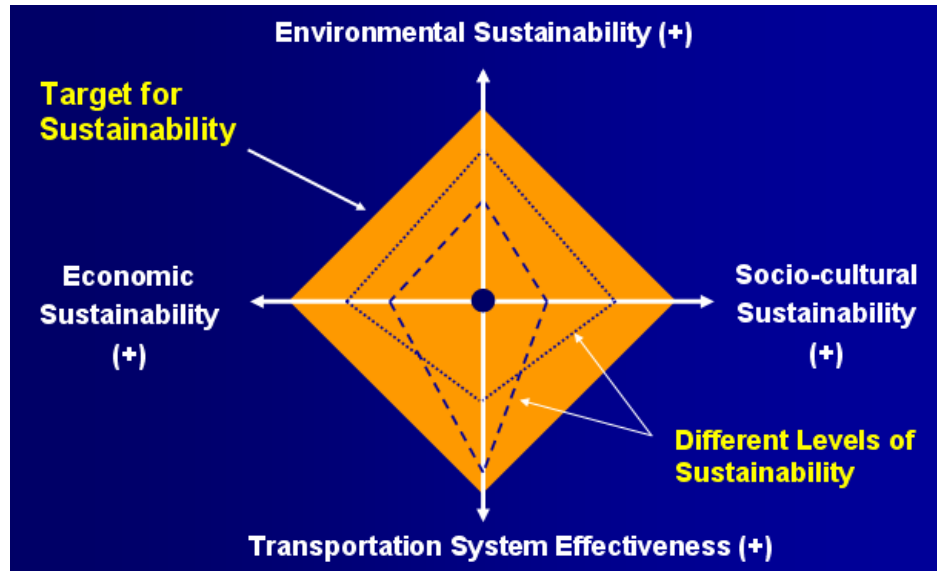 Environmental Sustainability (+)
Target for
Sustainability
Economic
Sustainability
(+)
Socio-cultural
Sustainability
(+)
Different Levels of
Sustainability
Transportation System Effectiveness (+)